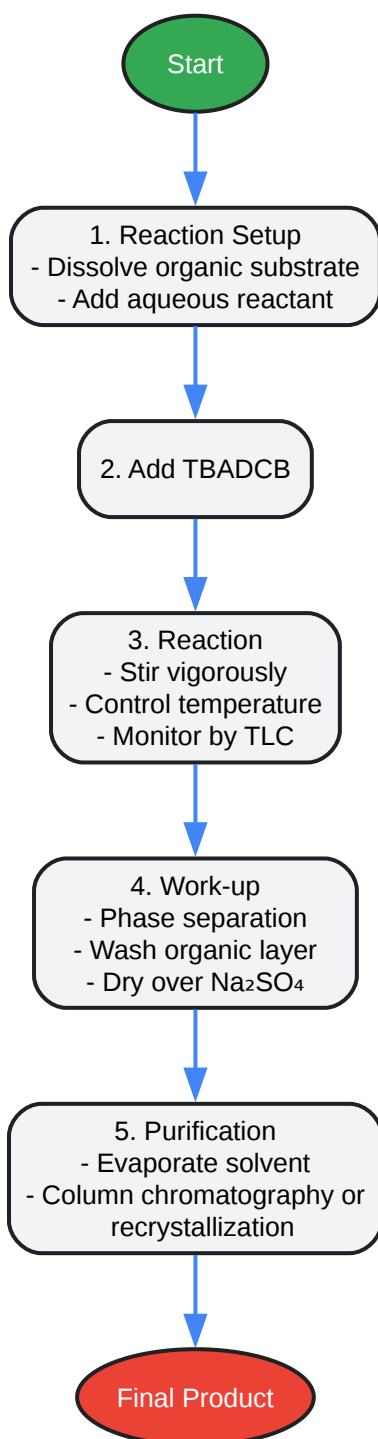 Start
1. Reaction Setup
- Dissolve organic substrate
- Add aqueous reactant
2. Add TBADCB
3. Reaction
- Stir vigorously
- Control temperature
- Monitor by TLC
4. Work-up
- Phase separation
- Wash organic layer
- Dry over Na₂SO₄
5. Purification
- Evaporate solvent
- Column chromatography or
recrystallization
Final Product